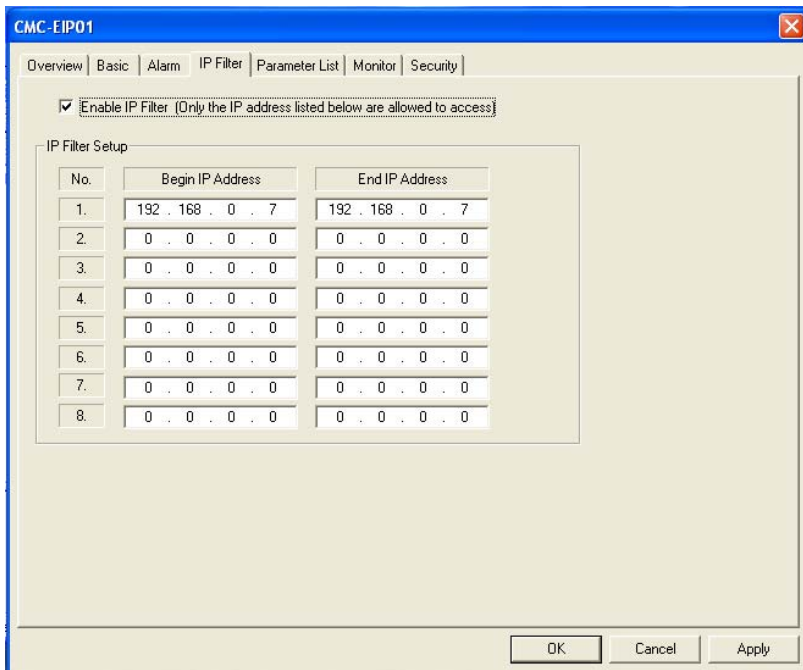 CMC-EIP01
Overview Basic Alarm IP Filter Parameter List Monitor Security
Enable IP Filter (Only the IP address listed below are allowed to access)
IP Filter Setup
No. Begin IP Address End IP Address
1. 192 . 168 . 0 . 7 192 . 168 . 0 . 7
2. 0 . 0 . 0 . 0 0 . 0 . 0 . 0
3. 0 . 0 . 0 . 0 0 . 0 . 0 . 0
4. 0 . 0 . 0 . 0 0 . 0 . 0 . 0
5. 0 . 0 . 0 . 0 0 . 0 . 0 . 0
6. 0 . 0 . 0 . 0 0 . 0 . 0 . 0
7. 0 . 0 . 0 . 0 0 . 0 . 0 . 0
8. 0 . 0 . 0 . 0 0 . 0 . 0 . 0
OK Cancel Apply